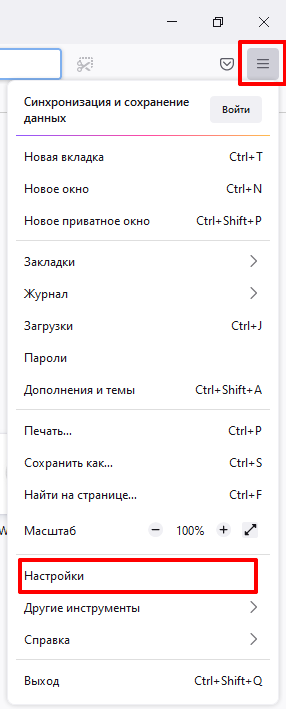 Синхронизация и сохранение
данных
Войти
Новая вкладка Ctrl+T
Новое окно Ctrl+N
Новое приватное окно Ctrl+Shift+P
Закладки
Журнал
Загрузки Ctrl+J
Пароли
Дополнения и темы Ctrl+Shift+A
Печать... Ctrl+P
Сохранить как... Ctrl+S
Найти на странице... Ctrl+F
Масштаб − 100% +
Настройки
Другие инструменты
Справка
Выход Ctrl+Shift+Q